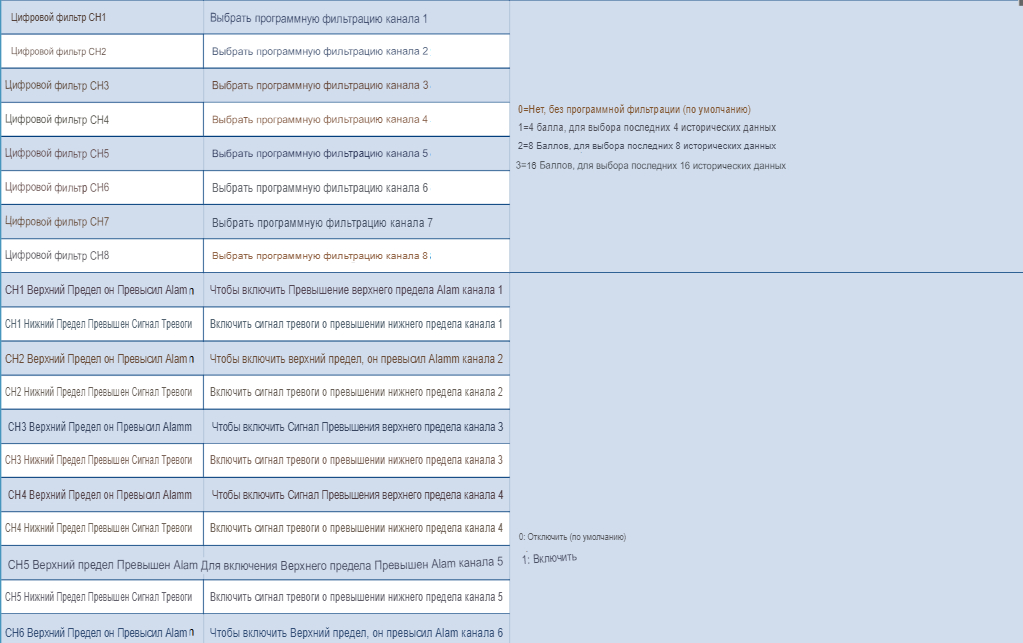 Цифровой фильтр CH1 Выбрать программную фильтрацию канала 1
Цифровой фильтр CH2 Выбрать программную фильтрацию канала 2
Цифровой фильтр CH3 Выбрать программную фильтрацию канала 3
Цифровой фильтр CH4 Выбрать программную фильтрацию канала 4
Цифровой фильтр CH5 Выбрать программную фильтрацию канала 5
Цифровой фильтр CH6 Выбрать программную фильтрацию канала 6
Цифровой фильтр CH7 Выбрать программную фильтрацию канала 7
Цифровой фильтр CH8 Выбрать программную фильтрацию канала 8
0=Нет, без программной фильтрации (по умолчанию)
1=4 балла, для выбора последних 4 исторических данных
2=8 Баллов, для выбора последних 8 исторических данных
3=16 Баллов, для выбора последних 16 исторических данных
CH1 Верхний Предел он Превысил Alam n Чтобы включить Превышение верхнего предела Alam канала 1
CH1 Нижний Предел Превышен Сигнал Тревоги Включить сигнал тревоги о превышении нижнего предела канала 1
CH2 Верхний Предел он Превысил Alam n Чтобы включить верхний предел, он превысил Alamm канала 2
CH2 Нижний Предел Превышен Сигнал Тревоги Включить сигнал тревоги о превышении нижнего предела канала 2
CH3 Верхний Предел он Превысил Alamm Чтобы включить Сигнал Превышения верхнего предела канала 3
CH3 Нижний Предел Превышен Сигнал Тревоги Включить сигнал тревоги о превышении нижнего предела канала 3
CH4 Верхний Предел он Превысил Alamm Чтобы включить Сигнал Превышения верхнего предела канала 4
CH4 Нижний Предел Превышен Сигнал Тревоги Включить сигнал тревоги о превышении нижнего предела канала 4
CH5 Верхний предел Превышен Alam Для включения Верхнего предела Превышен Alam канала 5
CH5 Нижний Предел Превышен Сигнал Тревоги Включить сигнал тревоги о превышении нижнего предела канала 5
CH6 Верхний Предел он Превысил Alam n Чтобы включить Верхний предел, он превысил Alam канала 6
0: Отключить (по умолчанию)
1: Включить